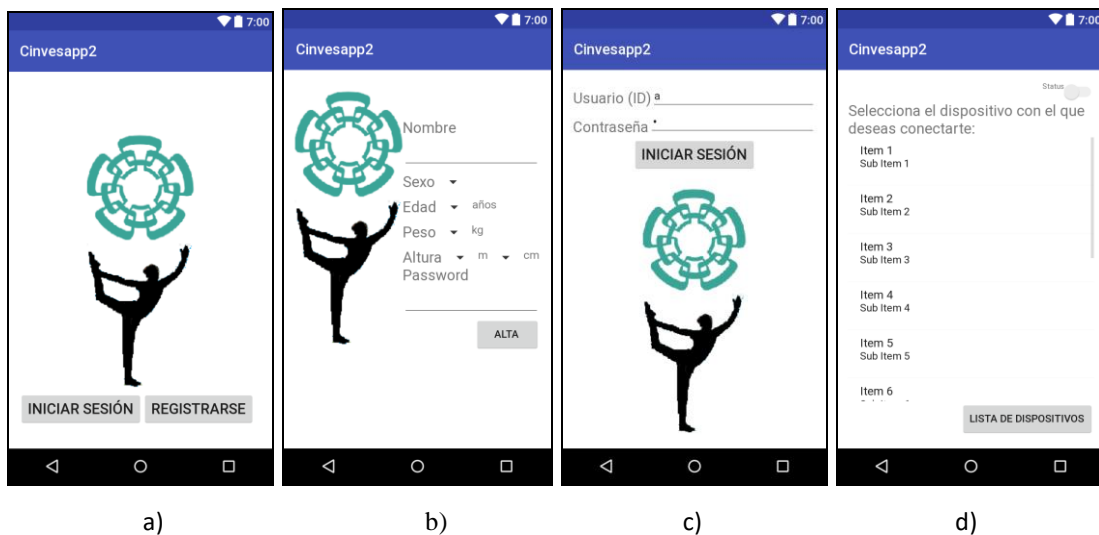 7:00
Cinvesapp2
INICIAR SESIÓN REGISTRARSE
a)
7:00
Cinvesapp2
Nombre
Sexo
Edad años
Peso kg
Altura m cm
Password
ALTA
b)
7:00
Cinvesapp2
Usuario (ID) a
Contraseña
INICIAR SESIÓN
c)
7:00
Cinvesapp2
Status
Selecciona el dispositivo con el que
deseas conectarte:
Item 1
Sub Item 1
Item 2
Sub Item 2
Item 3
Sub Item 3
Item 4
Sub Item 4
Item 5
Sub Item 5
Item 6
LISTA DE DISPOSITIVOS
d)